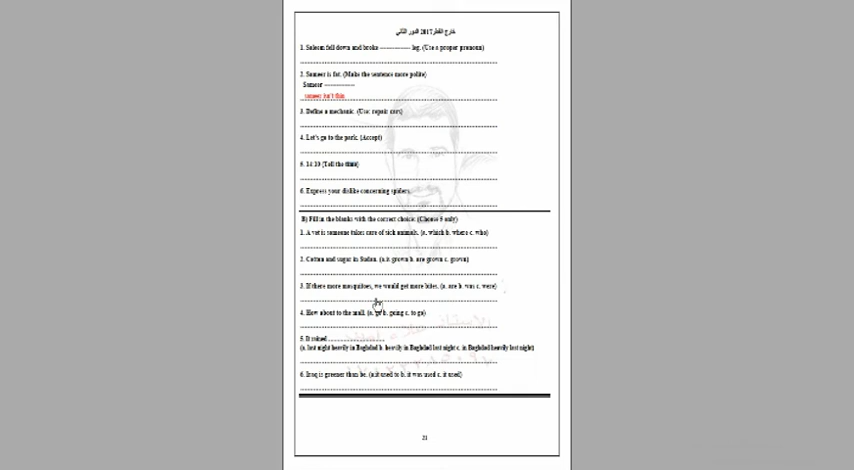 خارج القطر 2017 الدور الثاني
1. Saleem fell down and broke --------------- leg. (Use a proper pronoun)
2. Sameer is fat. (Make the sentence more polite)
Sameer ---------------
sameer isn't thin
3. Define a mechanic. (Use: repair cars)
4. Let's go to the park. (Accept)
5. 14:10 (Tell the time)
6. Express your dislike concerning spiders.
B) Fill in the blanks with the correct choice: (Choose 5 only)
1. A vet is someone takes care of sick animals. (a. which b. where c. who)
2. Cotton and sugar in Sudan. (a. is grown b. are grown c. grown)
3. If there more mosquitoes, we would get more bites. (a. are b. was c. were)
4. How about to the mall. (a. go b. going c. to go)
5. It rained
(a. last night heavily in Baghdad b. heavily in Baghdad last night c. in Baghdad heavily last night)
6. Iraq is greener than be. (a. it used to b. it was used c. it used)
21